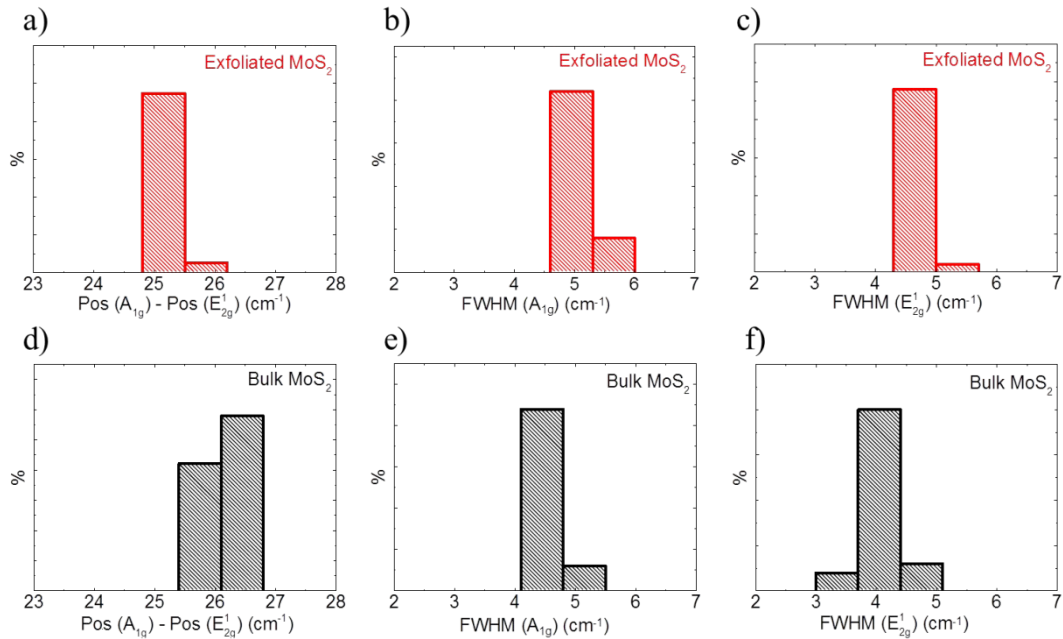 a)
Exfoliated MoS₂
%
23 24 25 26 27 28
Pos (A₁g) - Pos (E¹₂g) (cm⁻¹)
b)
Exfoliated MoS₂
%
2 3 4 5 6 7
FWHM (A₁g) (cm⁻¹)
c)
Exfoliated MoS₂
%
2 3 4 5 6 7
FWHM (E¹₂g) (cm⁻¹)
d)
Bulk MoS₂
%
23 24 25 26 27 28
Pos (A₁g) - Pos (E¹₂g) (cm⁻¹)
e)
Bulk MoS₂
%
2 3 4 5 6 7
FWHM (A₁g) (cm⁻¹)
f)
Bulk MoS₂
%
2 3 4 5 6 7
FWHM (E¹₂g) (cm⁻¹)